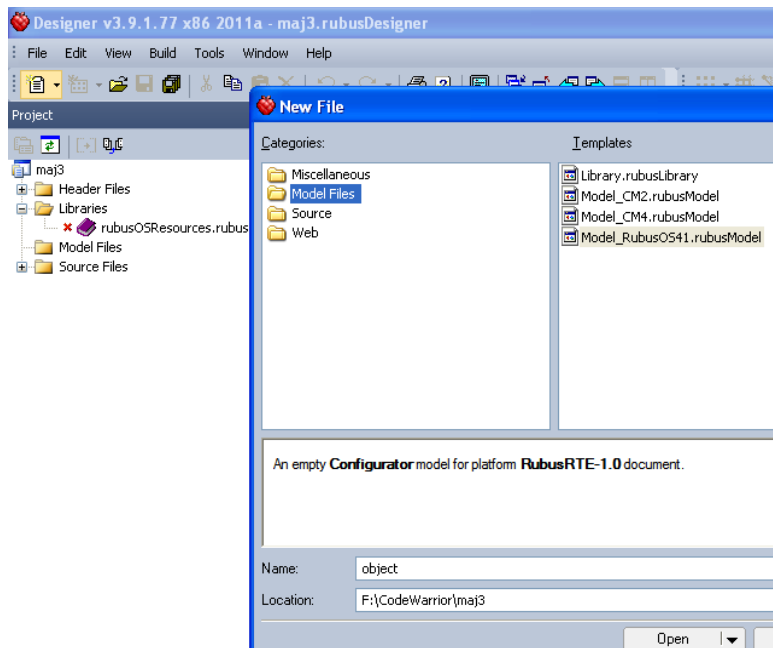 Designer v3.9.1.77 x86 2011a - maj3.rubusDesigner
File Edit View Build Tools Window Help
Project
maj3
Header Files
Libraries
rubusOSResources.rubus
Model Files
Source Files
New File
Categories:
Miscellaneous
Model Files
Source
Web
Templates
Library.rubusLibrary
Model_CM2.rubusModel
Model_CM4.rubusModel
Model_RubusOS41.rubusModel
An empty Configurator model for platform RubusRTE-1.0 document.
Name: object
Location: F:\CodeWarrior\maj3
Open